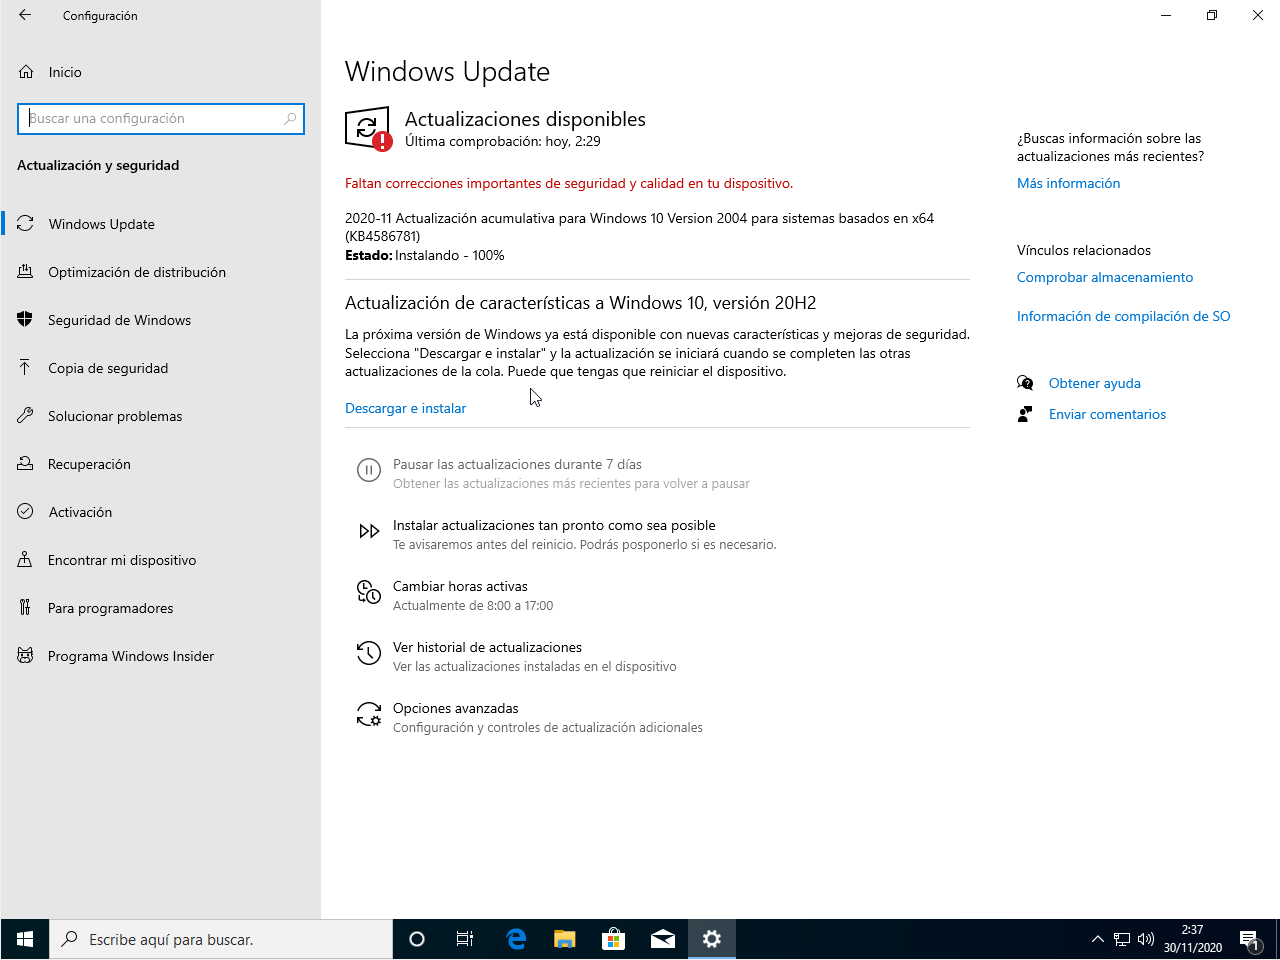 Configuración
Inicio
Buscar una configuración
Actualización y seguridad
Windows Update
Optimización de distribución
Seguridad de Windows
Copia de seguridad
Solucionar problemas
Recuperación
Activación
Encontrar mi dispositivo
Para programadores
Programa Windows Insider
Windows Update
Actualizaciones disponibles
Última comprobación: hoy, 2:29
Faltan correcciones importantes de seguridad y calidad en tu dispositivo.
2020-11 Actualización acumulativa para Windows 10 Version 2004 para sistemas basados en x64
(KB4586781)
Estado: Instalando - 100%
Actualización de características a Windows 10, versión 20H2
La próxima versión de Windows ya está disponible con nuevas características y mejoras de seguridad.
Selecciona "Descargar e instalar" y la actualización se iniciará cuando se completen las otras
actualizaciones de la cola. Puede que tengas que reiniciar el dispositivo.
Descargar e instalar
Pausar las actualizaciones durante 7 días
Obtener las actualizaciones más recientes para volver a pausar
Instalar actualizaciones tan pronto como sea posible
Te avisaremos antes del reinicio. Podrás posponerlo si es necesario.
Cambiar horas activas
Actualmente de 8:00 a 17:00
Ver historial de actualizaciones
Ver las actualizaciones instaladas en el dispositivo
Opciones avanzadas
Configuración y controles de actualización adicionales
¿Buscas información sobre las
actualizaciones más recientes?
Más información
Vínculos relacionados
Comprobar almacenamiento
Información de compilación de SO
Obtener ayuda
Enviar comentarios
Escribe aquí para buscar.
2:37
30/11/2020
1